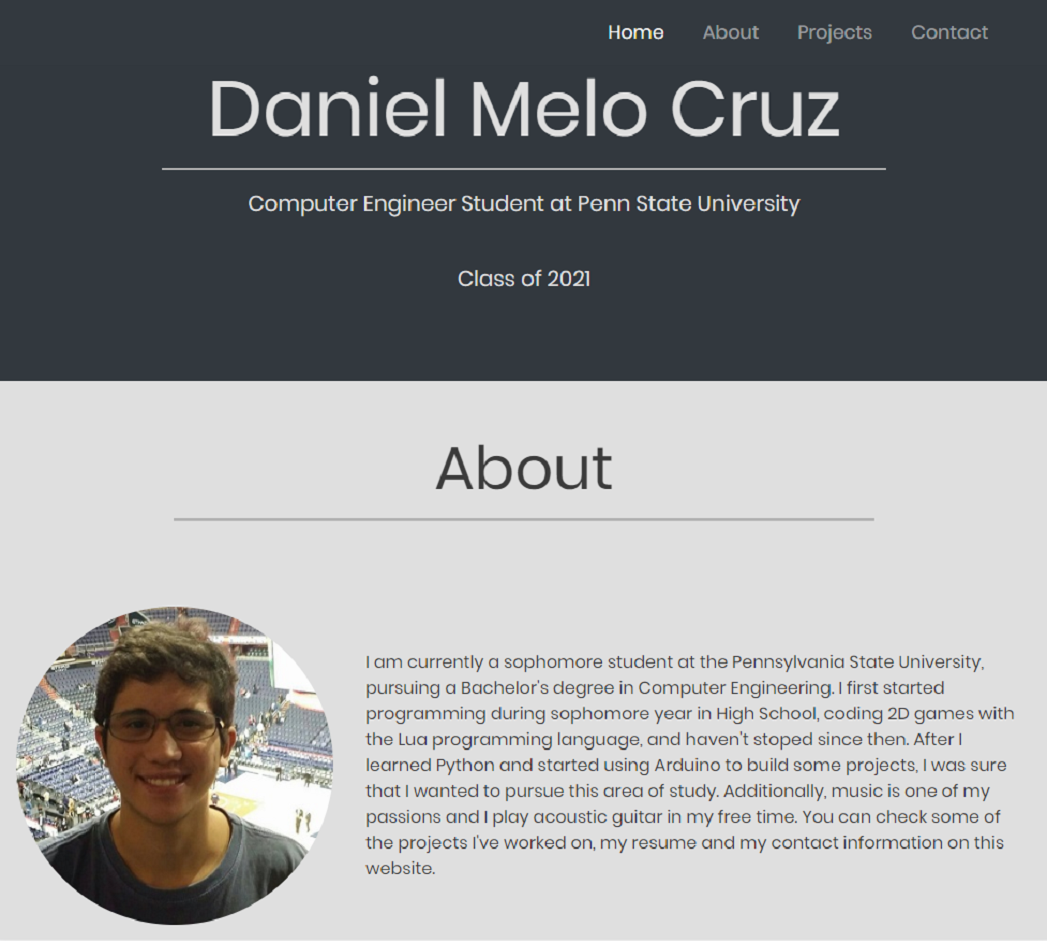 Home About Projects Contact
Daniel Melo Cruz
Computer Engineer Student at Penn State University
Class of 2021
About
I am currently a sophomore student at the Pennsylvania State University,
pursuing a Bachelor's degree in Computer Engineering. I first started
programming during sophomore year in High School, coding 2D games with
the Lua programming language, and haven't stoped since then. After I
learned Python and started using Arduino to build some projects, I was sure
that I wanted to pursue this area of study. Additionally, music is one of my
passions and I play acoustic guitar in my free time. You can check some of
the projects I've worked on, my resume and my contact information on this
website.